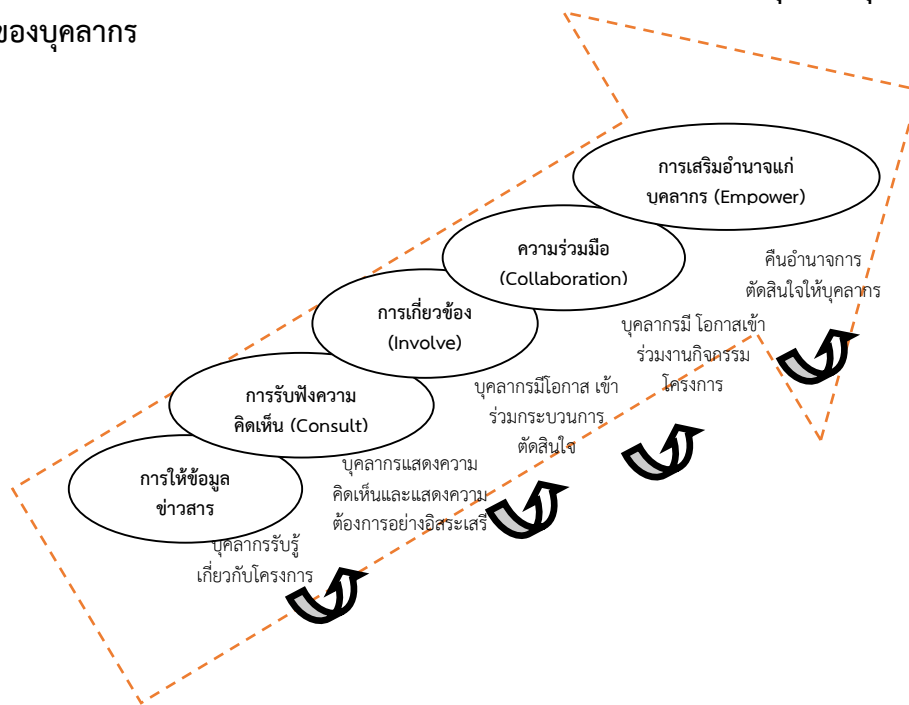 ของบุคลากร
การเสริมอำนาจแก่
บุคลากร (Empower)
คืนอำนาจการ
ตัดสินใจให้บุคลากร
ความร่วมมือ
(Collaboration)
บุคลากรมี โอกาสเข้า
ร่วมงานกิจกรรม
โครงการ
การเกี่ยวข้อง
(Involve)
บุคลากรมีโอกาส เข้า
ร่วมกระบวนการ
ตัดสินใจ
การรับฟังความ
คิดเห็น (Consult)
บุคลากรแสดงความ
คิดเห็นและแสดงความ
ต้องการอย่างอิสระเสรี
การให้ข้อมูล
ข่าวสาร
บุคลากรรับรู้
เกี่ยวกับโครงการ